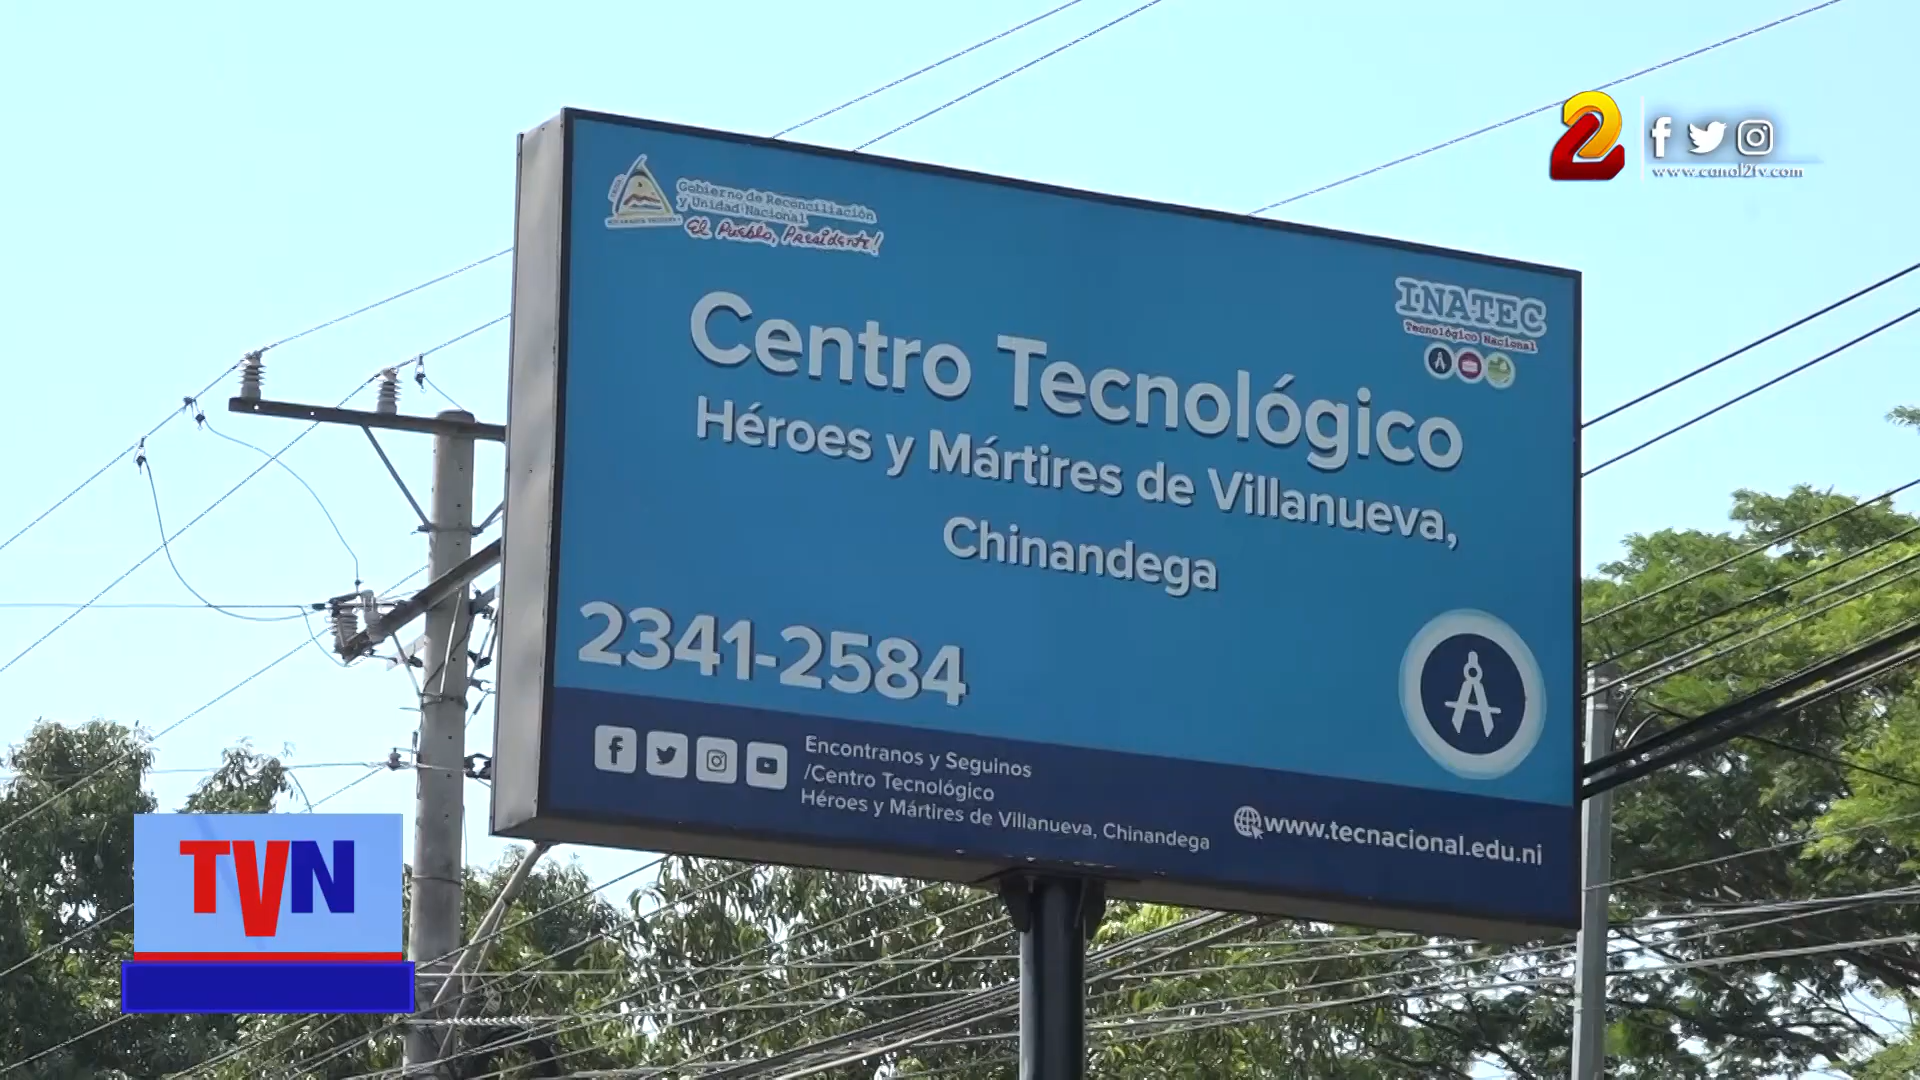 2
www.canal2tv.com
Gobierno de Reconciliación
y Unidad Nacional
El Pueblo, Presidente!
INATEC
Tecnológico Nacional
Centro Tecnológico
Héroes y Mártires de Villanueva,
Chinandega
2341-2584
Encontranos y Seguinos
/Centro Tecnológico
Héroes y Mártires de Villanueva, Chinandega
www.tecnacional.edu.ni
TVN